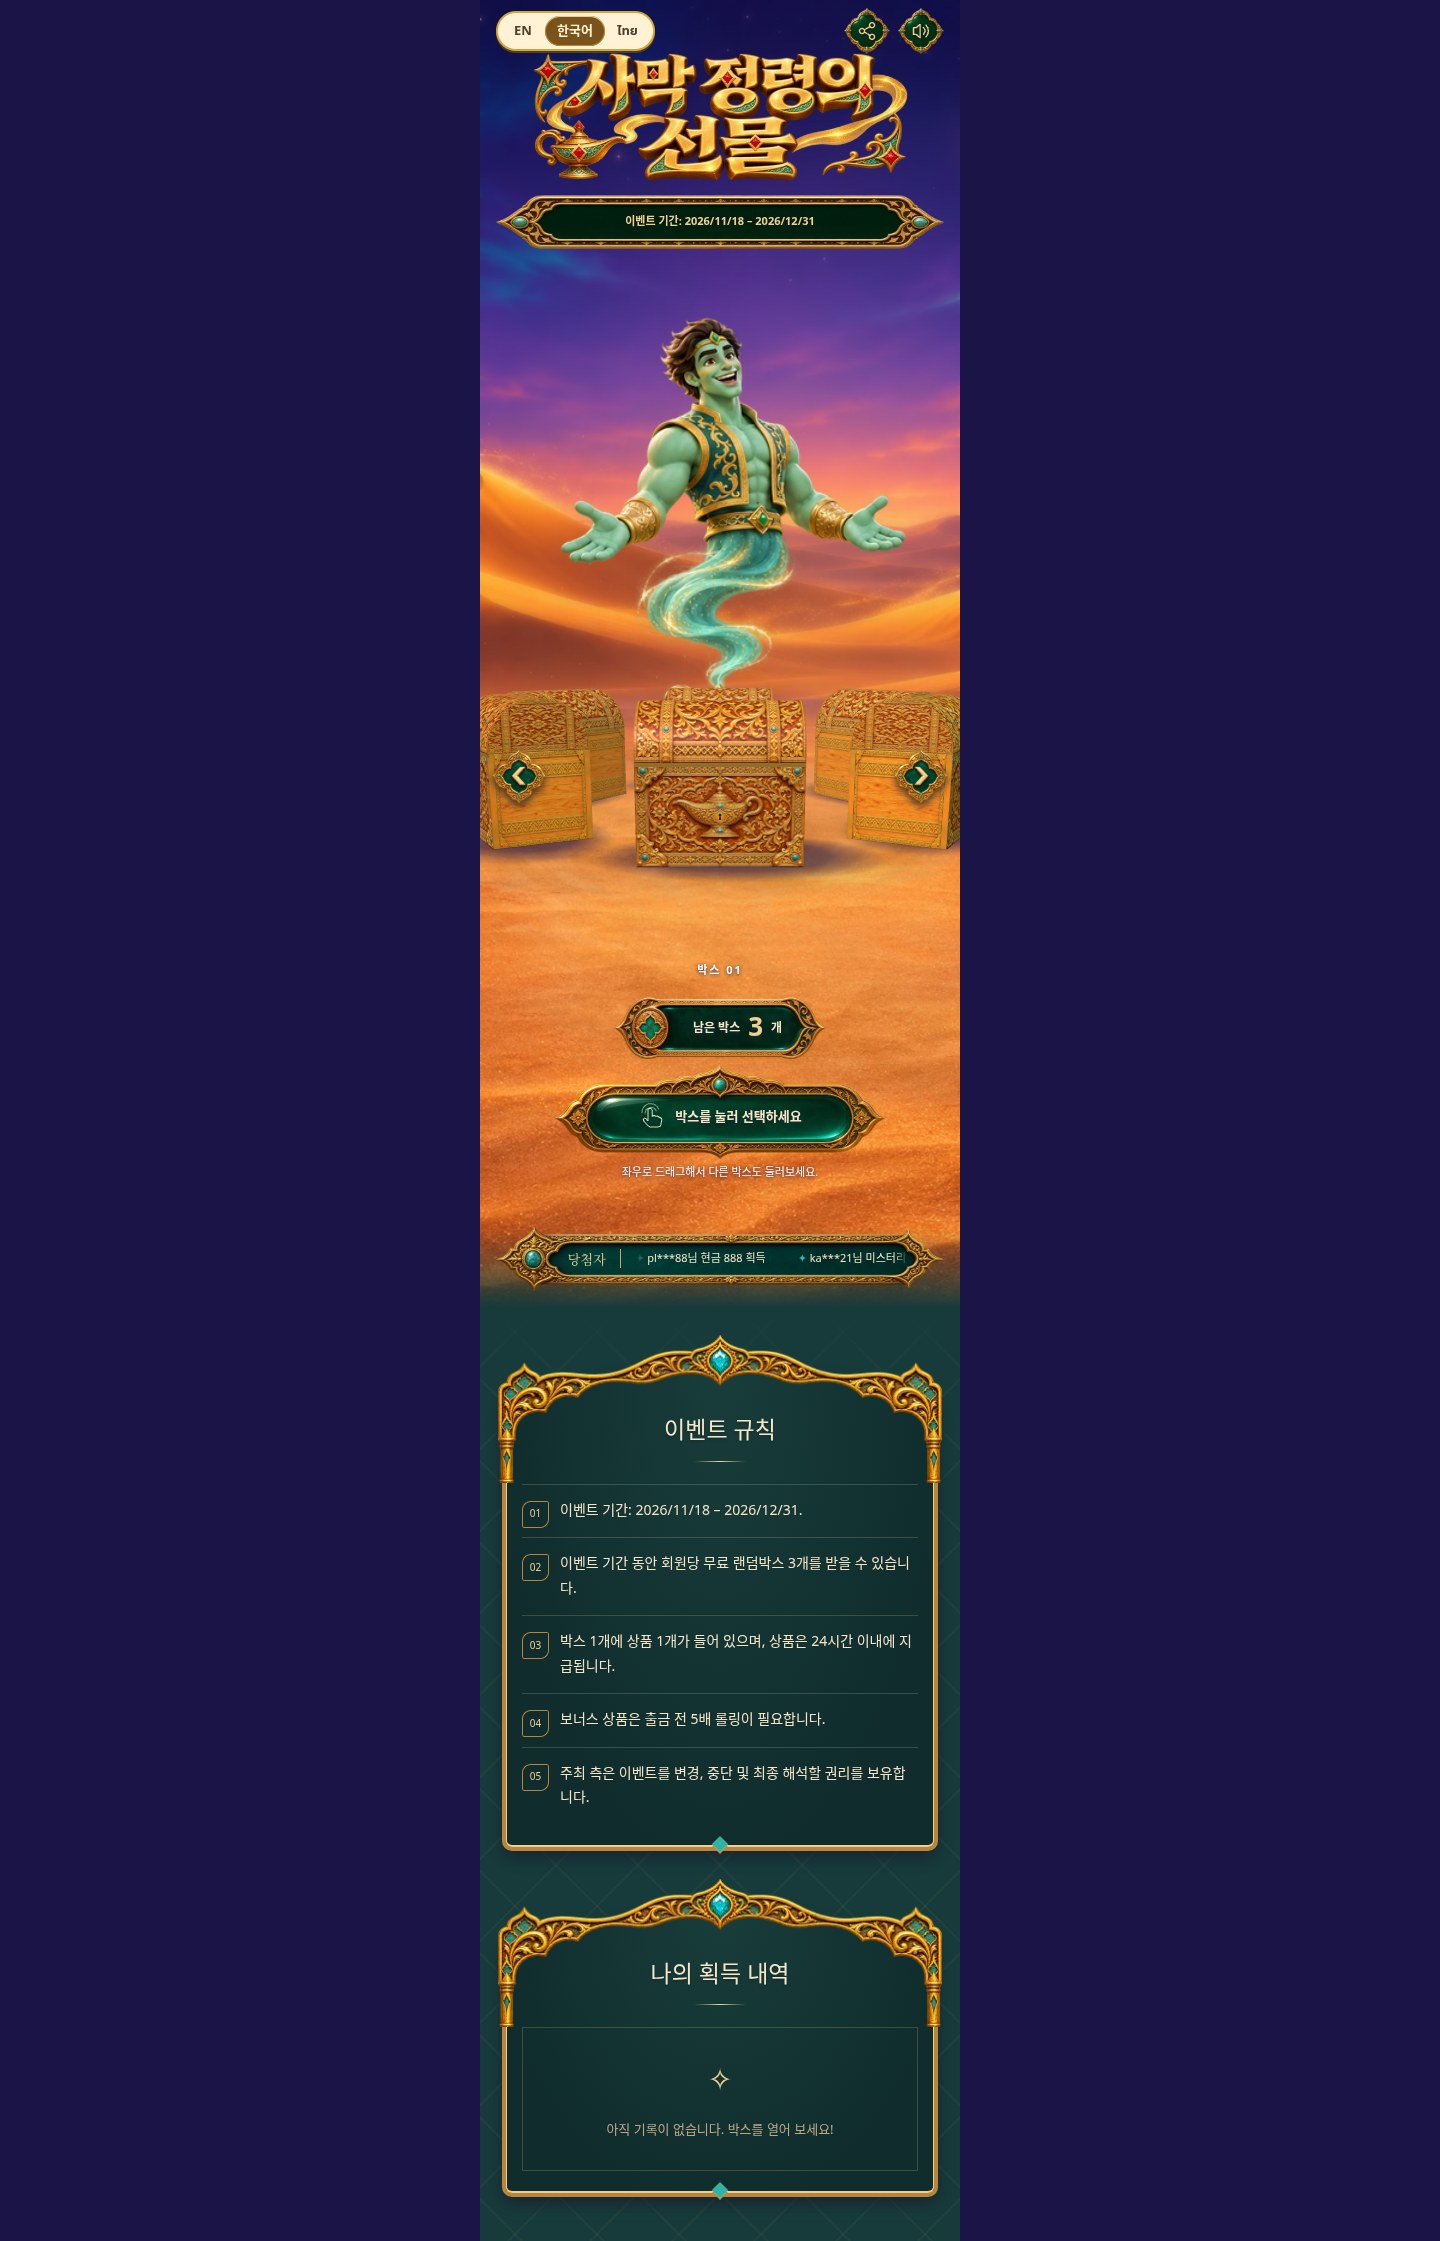 EN 한국어 ไทย
사막 정령의
선물
이벤트 기간: 2026/11/18 – 2026/12/31
박스 01
남은 박스 3 개
박스를 눌러 선택하세요
좌우로 드래그해서 다른 박스도 둘러보세요.
당첨자 pl***88님 현금 888 획득 ka***21님 미스터리
이벤트 규칙
01 이벤트 기간: 2026/11/18 – 2026/12/31.
02 이벤트 기간 동안 회원당 무료 랜덤박스 3개를 받을 수 있습니
다.
03 박스 1개에 상품 1개가 들어 있으며, 상품은 24시간 이내에 지
급됩니다.
04 보너스 상품은 출금 전 5배 롤링이 필요합니다.
05 주최 측은 이벤트를 변경, 중단 및 최종 해석할 권리를 보유합
니다.
나의 획득 내역
아직 기록이 없습니다. 박스를 열어 보세요!